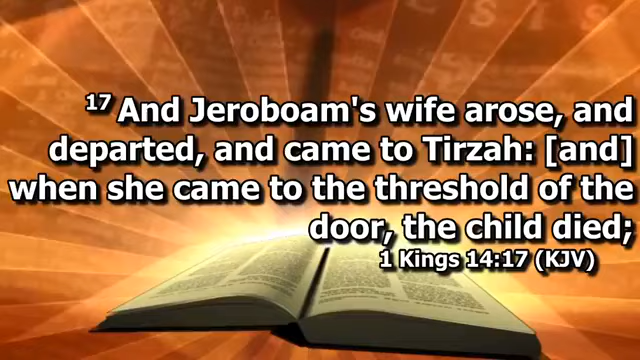 17 And Jeroboam's wife arose, and
departed, and came to Tirzah: [and]
when she came to the threshold of the
door, the child died;
1 Kings 14:17 (KJV)